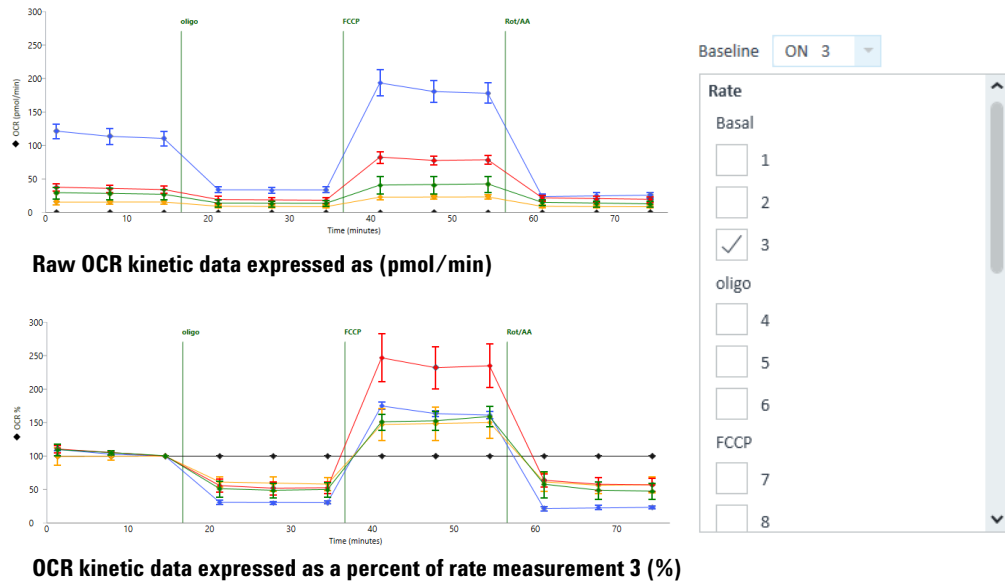 300
250
200
150
100
50
0
◆ OCR (pmol/min)
oligo
FCCP
Rot/AA
0 10 20 30 40 50 60 70
Time (minutes)
Raw OCR kinetic data expressed as (pmol/min)
300
250
200
150
100
50
0
◆ OCR %
oligo
FCCP
Rot/AA
0 10 20 30 40 50 60 70
Time (minutes)
OCR kinetic data expressed as a percent of rate measurement 3 (%)
Baseline ON 3
Rate
Basal
1
2
3
oligo
4
5
6
FCCP
7
8